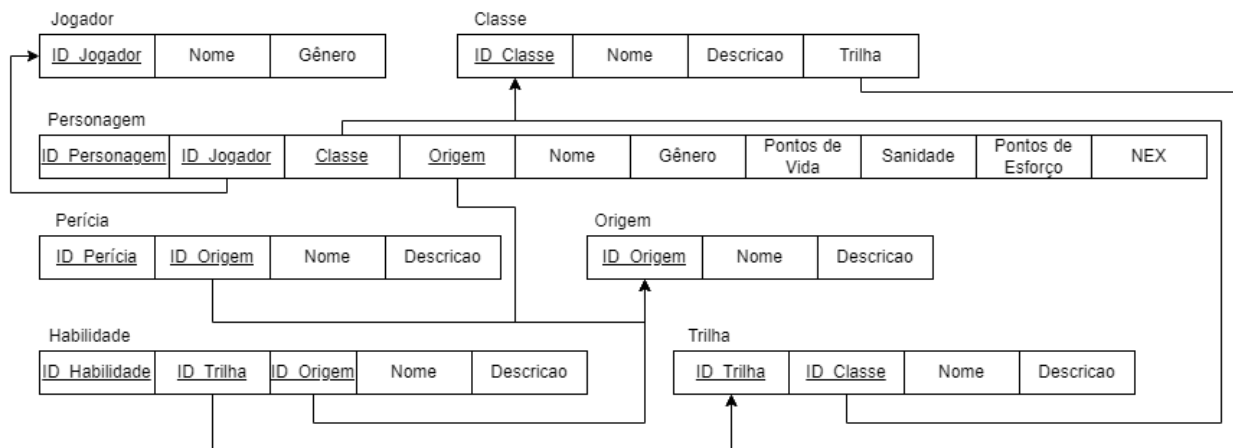 Jogador
ID_Jogador Nome Gênero
Classe
ID_Classe Nome Descricao Trilha
Personagem
ID_Personagem ID_Jogador Classe Origem Nome Gênero Pontos de Vida Sanidade Pontos de Esforço NEX
Perícia
ID_Perícia ID_Origem Nome Descricao
Origem
ID_Origem Nome Descricao
Habilidade
ID_Habilidade ID_Trilha ID_Origem Nome Descricao
Trilha
ID_Trilha ID_Classe Nome Descricao